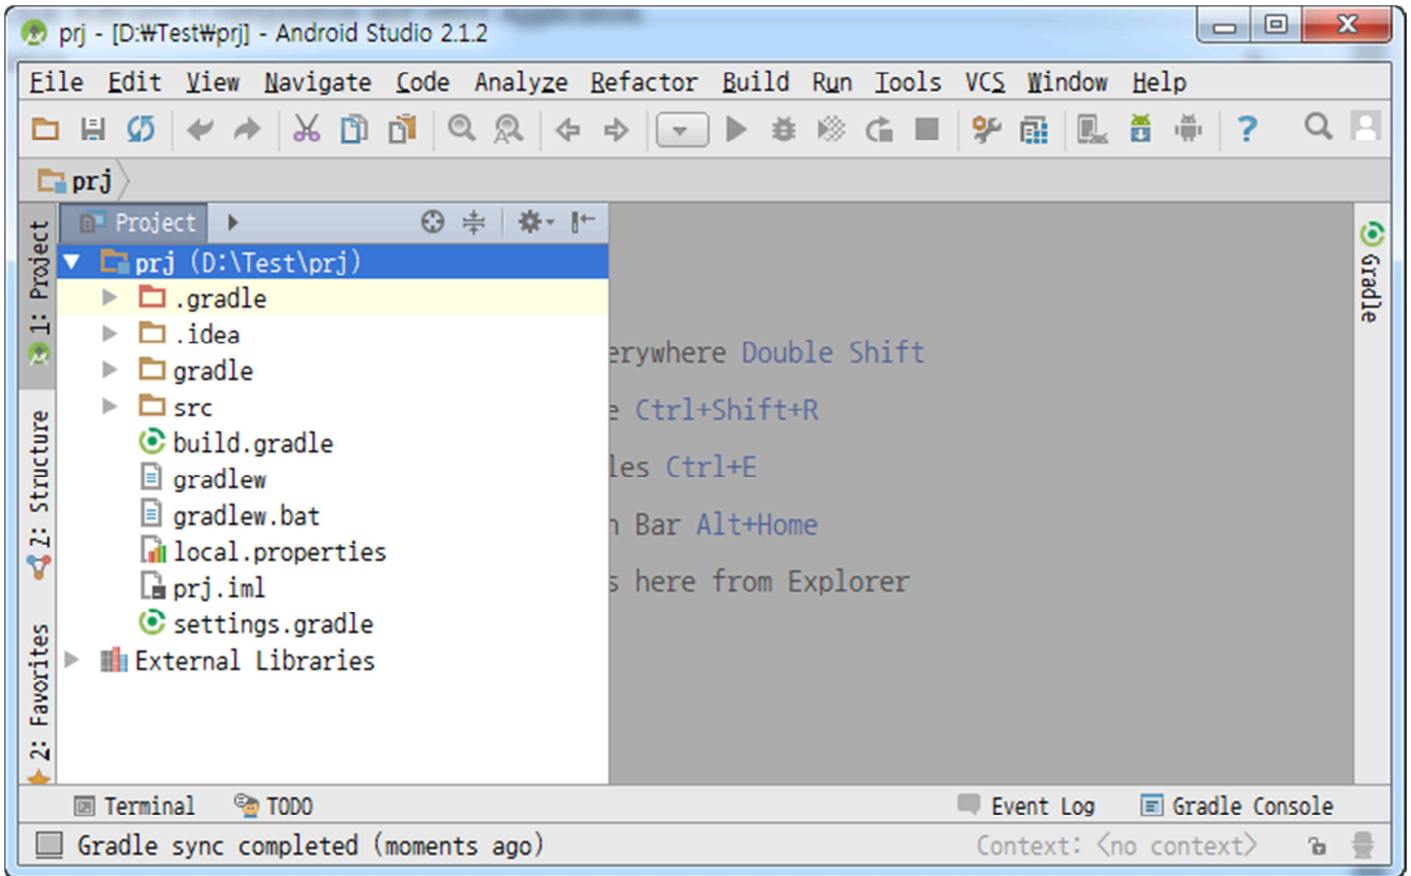 Application.
prj - [D:₩Test₩prj] - Android Studio 2.1.2
File Edit View Navigate Code Analyze Refactor Build Run Tools VCS Window Help
prj
Project
1: Project
2: Structure
2: Favorites
prj (D:\Test\prj)
.gradle
.idea
gradle
src
build.gradle
gradlew
gradlew.bat
local.properties
prj.iml
settings.gradle
External Libraries
erywhere Double Shift
e Ctrl+Shift+R
les Ctrl+E
n Bar Alt+Home
s here from Explorer
Gradle
Terminal TODO Event Log Gradle Console
Gradle sync completed (moments ago) Context: <no context>